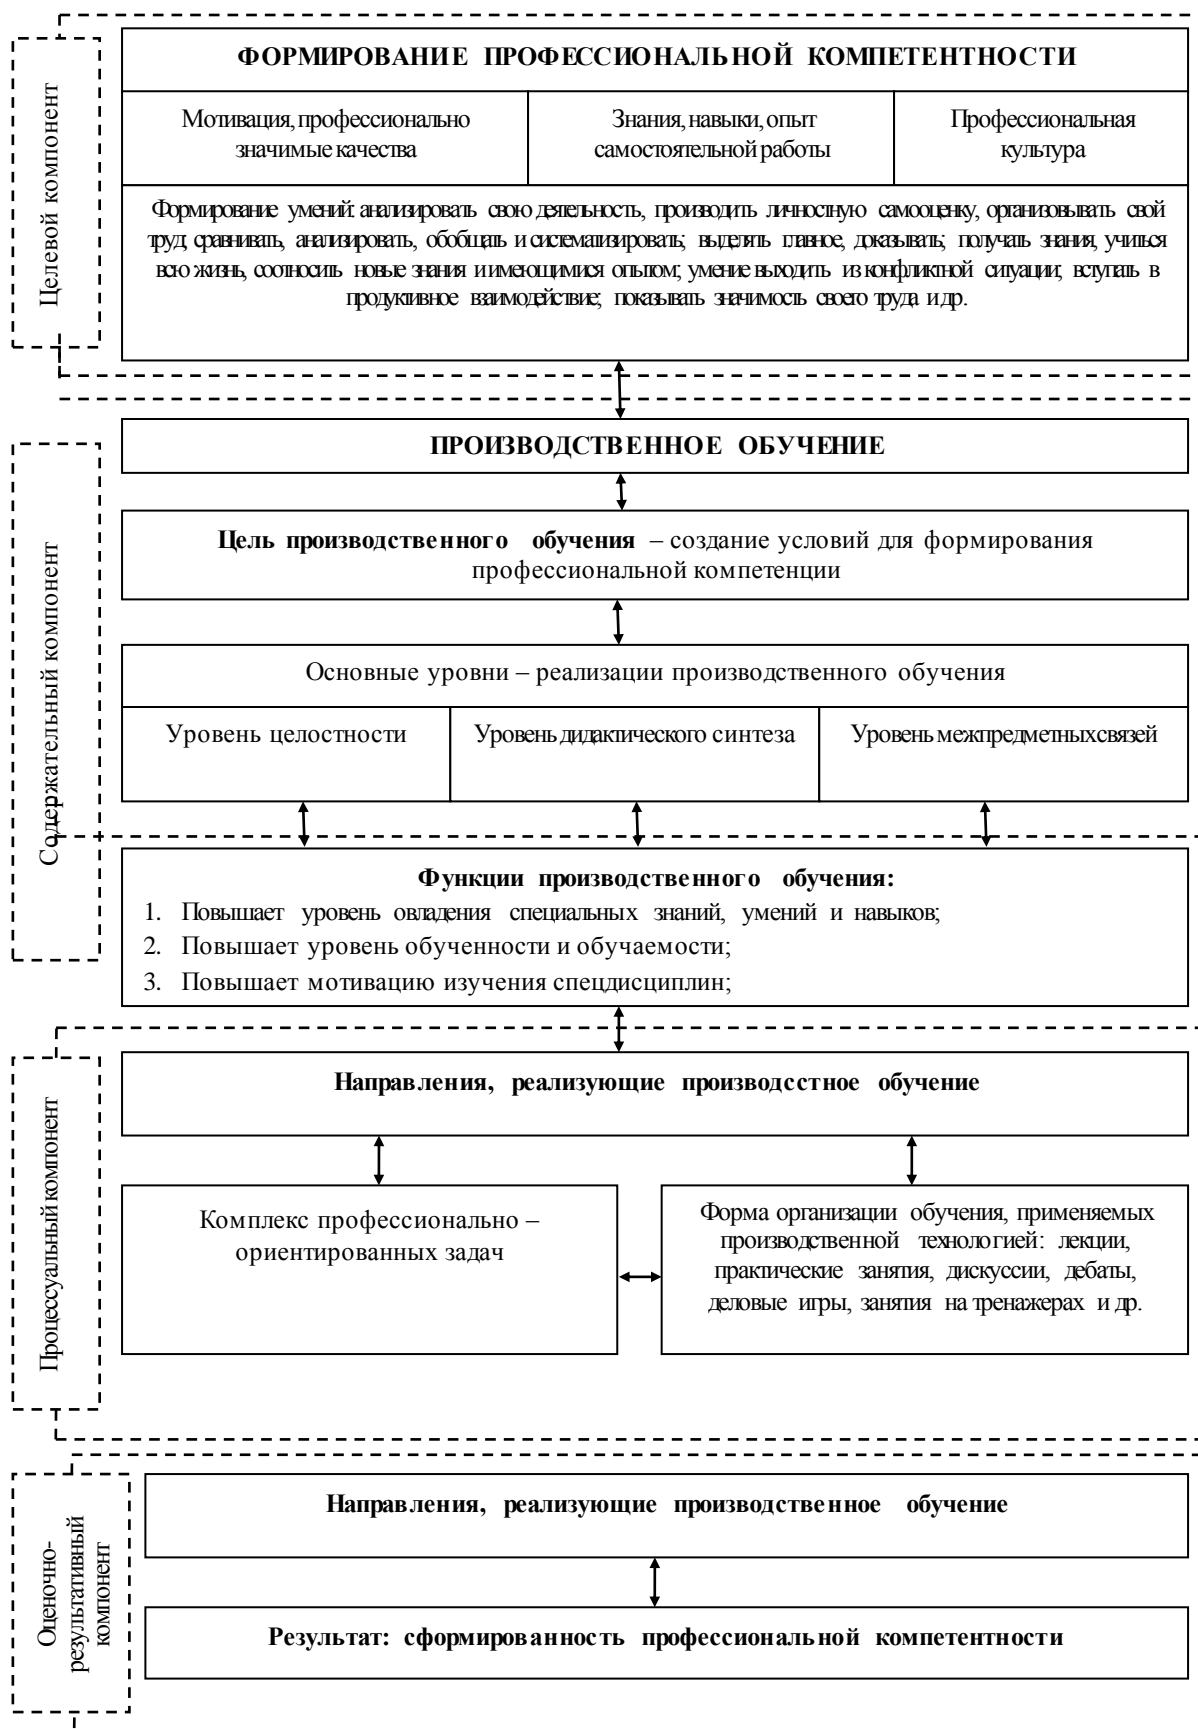 Целевой компонент
ФОРМИРОВАНИЕ ПРОФЕССИОНАЛЬНОЙ КОМПЕТЕНТНОСТИ
Мотивация, профессионально
значимые качества
Знания, навыки, опыт
самостоятельной работы
Профессиональная
культура
Формирование умений: анализировать свою деятельность, производить личностную самооценку, организовывать свой
труд; сравнивать, анализировать, обобщать и систематизировать; выделять главное, доказывать; получать знания, учиться
всю жизнь, соотносить новые знания и имеющимися опытом; умение выходить из конфликтной ситуации; вступать в
продуктивное взаимодействие; показывать значимость своего труда и др.
Содержательный компонент
ПРОИЗВОДСТВЕННОЕ ОБУЧЕНИЕ
Цель производственного обучения – создание условий для формирования
профессиональной компетенции
Основные уровни – реализации производственного обучения
Уровень целостности
Уровень дидактического синтеза
Уровень межпредметных связей
Функции производственного обучения:
1. Повышает уровень овладения специальных знаний, умений и навыков;
2. Повышает уровень обученности и обучаемости;
3. Повышает мотивацию изучения спецдисциплин;
Процессуальный компонент
Направления, реализующие производсстное обучение
Комплекс профессионально –
ориентированных задач
Форма организации обучения, применяемых
производственной технологией: лекции,
практические занятия, дискуссии, дебаты,
деловые игры, занятия на тренажерах и др.
Оценочно-
результативный
компонент
Направления, реализующие производственное обучение
Результат: сформированность профессиональной компетентности